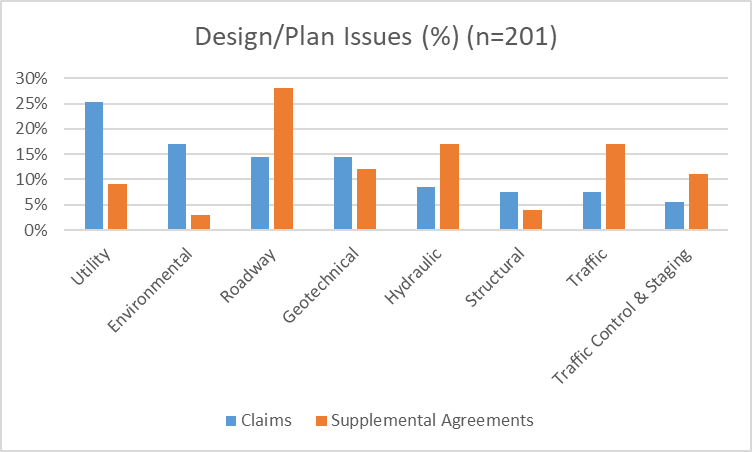 Design/Plan Issues (%) (n=201)
30%
25%
20%
15%
10%
5%
0%
Utility
Environmental
Roadway
Geotechnical
Hydraulic
Structural
Traffic
Traffic Control & Staging
Claims
Supplemental Agreements